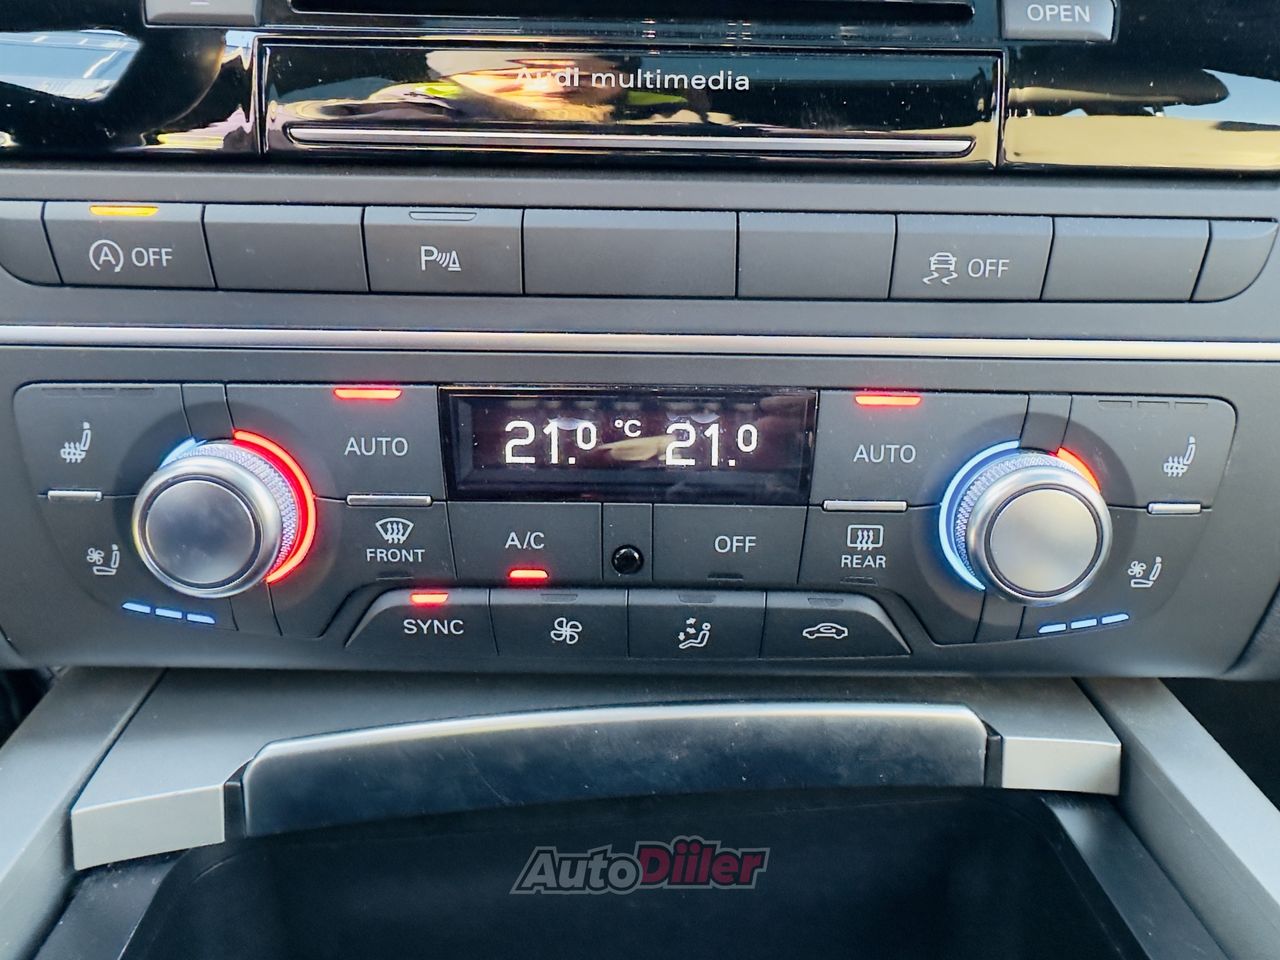 OPEN
Audi multimedia
A OFF
P
OFF
AUTO
21.0 °C 21.0
AUTO
FRONT
A/C
OFF
REAR
SYNC
AutoDiiler